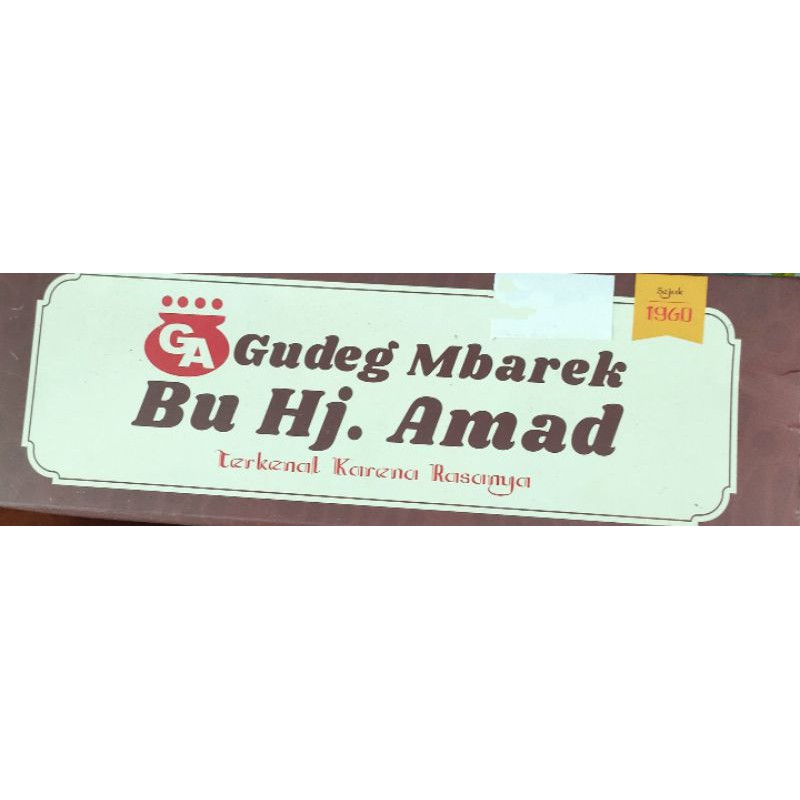 Sejak
1960
GA
Gudeg Mbarek
Bu Hj. Amad
Terkenal Karena Rasanya